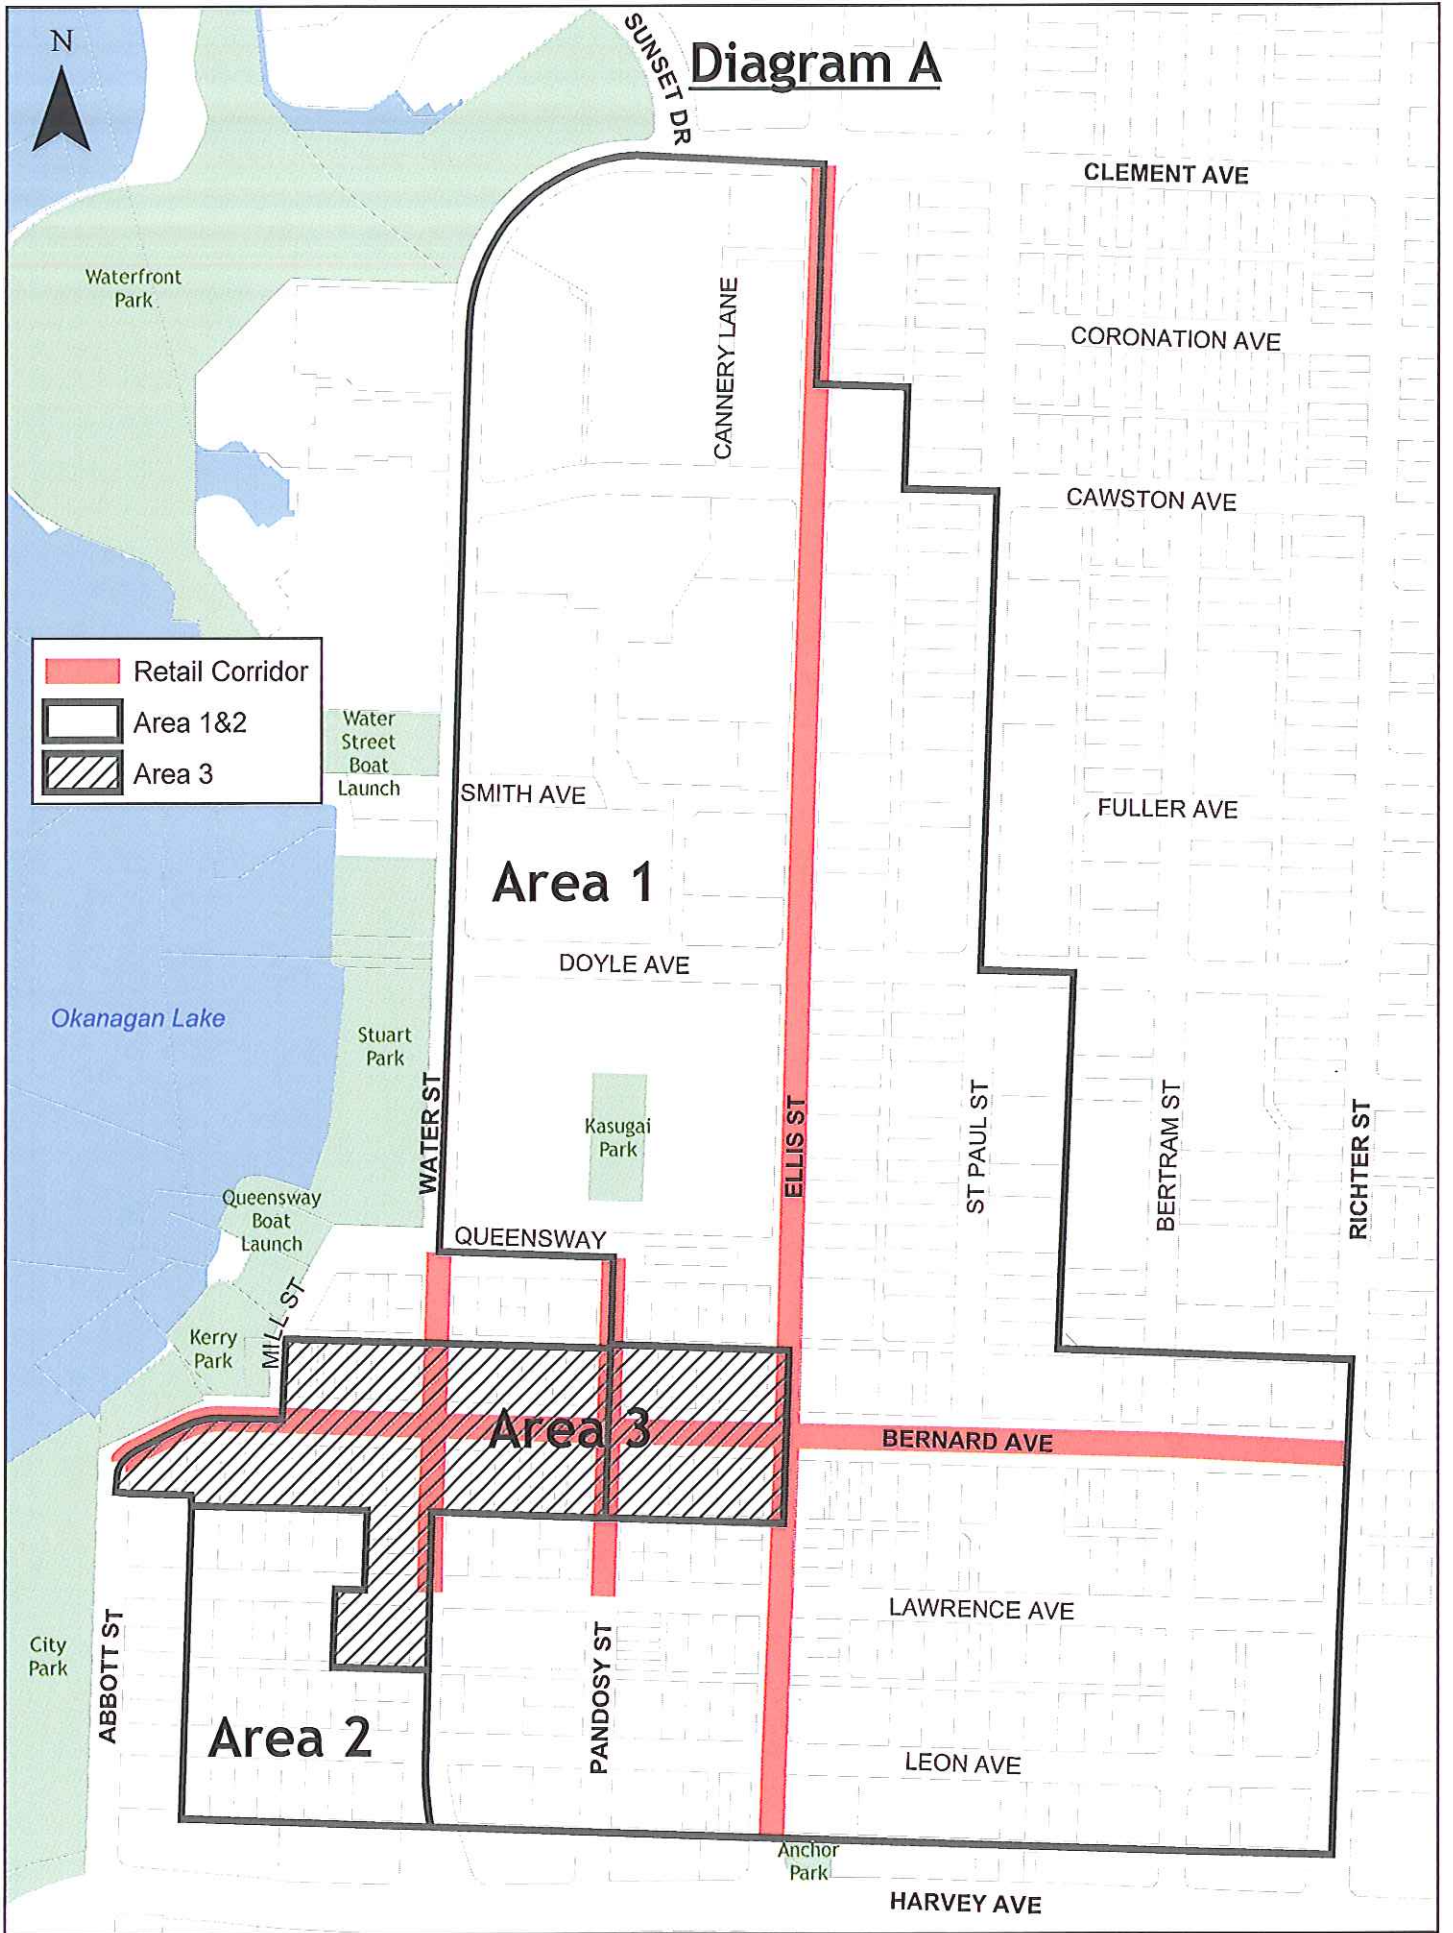 N
SUNSET DR
Diagram A
CLEMENT AVE
Waterfront
Park
CANNERY LANE
CORONATION AVE
CAWSTON AVE
Retail Corridor
Area 1&2
Area 3
Water
Street
Boat
Launch
SMITH AVE
FULLER AVE
Area 1
DOYLE AVE
Okanagan Lake
Stuart
Park
WATER ST
Kasugai
Park
ELLIS ST
ST PAUL ST
BERTRAM ST
RICHTER ST
Queensway
Boat
Launch
QUEENSWAY
MILL ST
Kerry
Park
Area 3
BERNARD AVE
LAWRENCE AVE
City
Park
ABBOTT ST
PANDOSY ST
Area 2
LEON AVE
Anchor
Park
HARVEY AVE